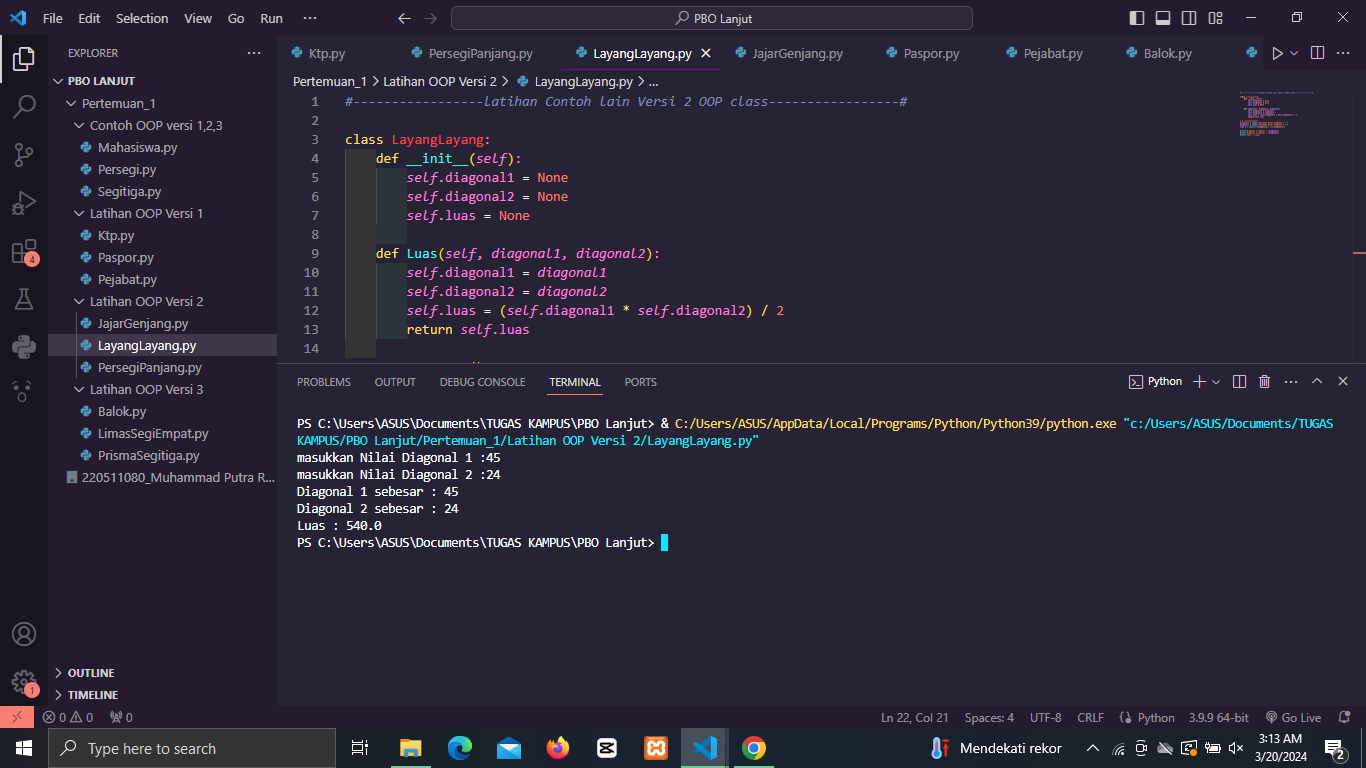 File Edit Selection View Go Run ··· PBO Lanjut
EXPLORER ···
PBO LANJUT
Pertemuan_1
Contoh OOP versi 1,2,3
Mahasiswa.py
Persegi.py
Segitiga.py
Latihan OOP Versi 1
Ktp.py
Paspor.py
Pejabat.py
Latihan OOP Versi 2
JajarGenjang.py
LayangLayang.py
PersegiPanjang.py
Latihan OOP Versi 3
Balok.py
LimasSegiEmpat.py
PrismaSegitiga.py
220511080_Muhammad Putra R...
OUTLINE
TIMELINE
4
1
Ktp.py PersegiPanjang.py LayangLayang.py JajarGenjang.py Paspor.py Pejabat.py Balok.py
Pertemuan_1 > Latihan OOP Versi 2 > LayangLayang.py > ...
1 #-----------------latihan Contoh lain Versi 2 OOP class-----------------#
2
3 class LayangLayang:
4 def __init__(self):
5 self.diagonal1 = None
6 self.diagonal2 = None
7 self.luas = None
8
9 def Luas(self, diagonal1, diagonal2):
10 self.diagonal1 = diagonal1
11 self.diagonal2 = diagonal2
12 self.luas = (self.diagonal1 * self.diagonal2) / 2
13 return self.luas
14
PROBLEMS OUTPUT DEBUG CONSOLE TERMINAL PORTS Python
PS C:\Users\ASUS\Documents\TUGAS KAMPUS\PBO Lanjut> & C:/Users/ASUS/AppData/Local/Programs/Python/Python39/python.exe "c:/Users/ASUS/Documents/TUGAS
KAMPUS/PBO Lanjut/Pertemuan_1/Latihan OOP Versi 2/LayangLayang.py"
masukkan Nilai Diagonal 1 :45
masukkan Nilai Diagonal 2 :24
Diagonal 1 sebesar : 45
Diagonal 2 sebesar : 24
Luas : 540.0
PS C:\Users\ASUS\Documents\TUGAS KAMPUS\PBO Lanjut>
0 0 0 Ln 22, Col 21 Spaces: 4 UTF-8 CRLF Python 3.9.9 64-bit Go Live
Type here to search Mendekati rekor 3:13 AM
3/20/2024 2